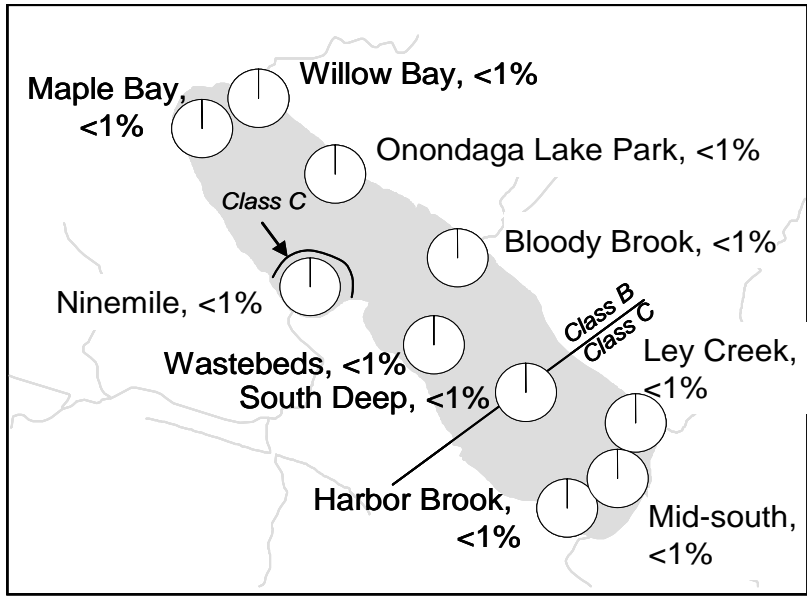 Willow Bay, <1%
Maple Bay,
<1%
Onondaga Lake Park, <1%
Class C
Bloody Brook, <1%
Ninemile, <1%
Class B
Class C
Ley Creek,
<1%
Wastebeds, <1%
South Deep, <1%
Harbor Brook,
<1%
Mid-south,
<1%